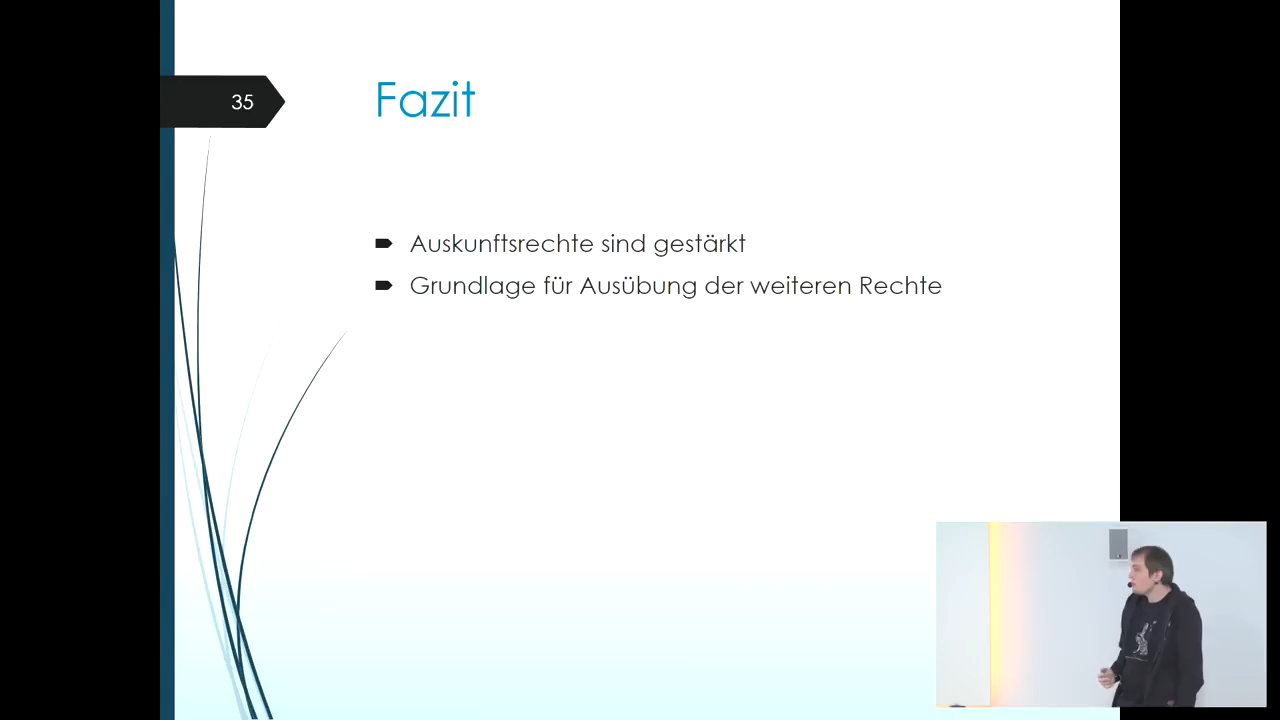 35
Fazit
Auskunftsrechte sind gestärkt
Grundlage für Ausübung der weiteren Rechte